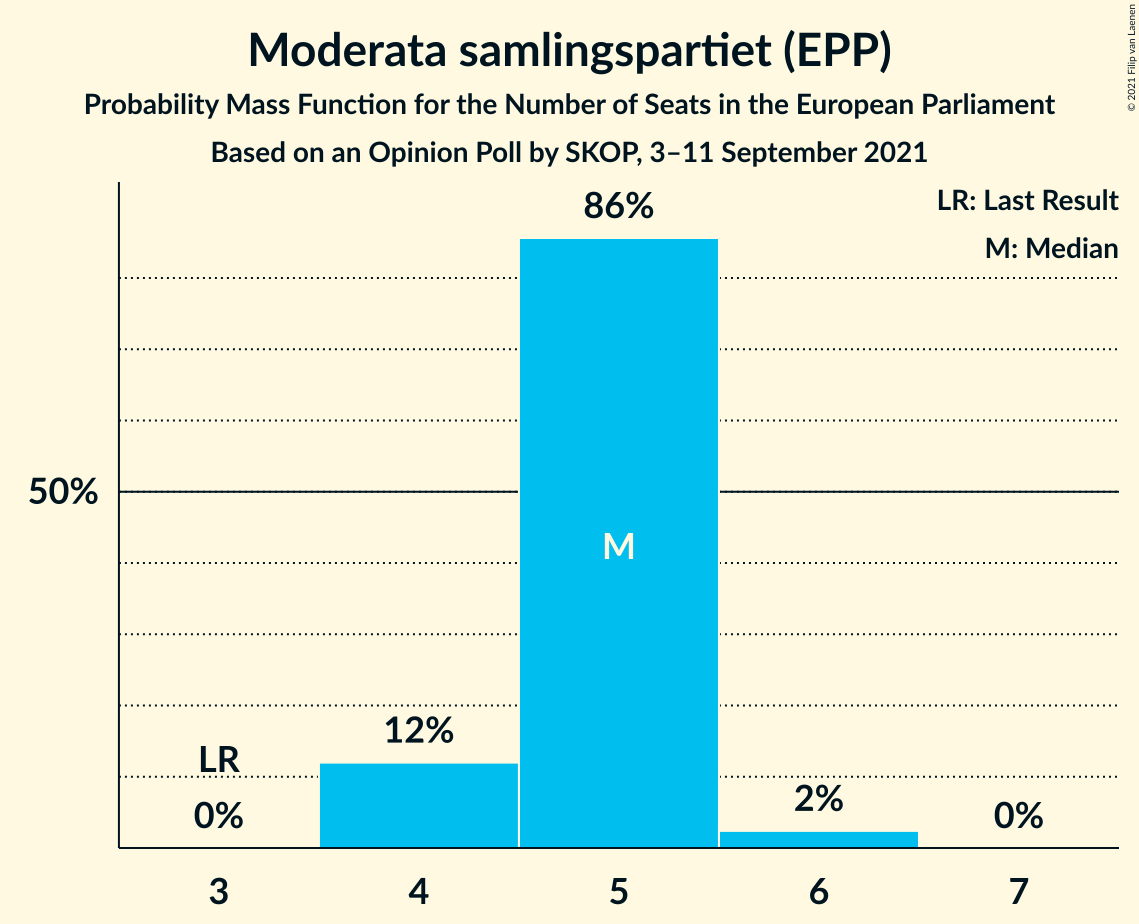 Moderata samlingspartiet (EPP)
Probability Mass Function for the Number of Seats in the European Parliament
Based on an Opinion Poll by SKOP, 3–11 September 2021
© 2021 Filip van Laenen
LR: Last Result
M: Median
86%
50%
M
12%
LR
2%
0%
0%
3 4 5 6 7